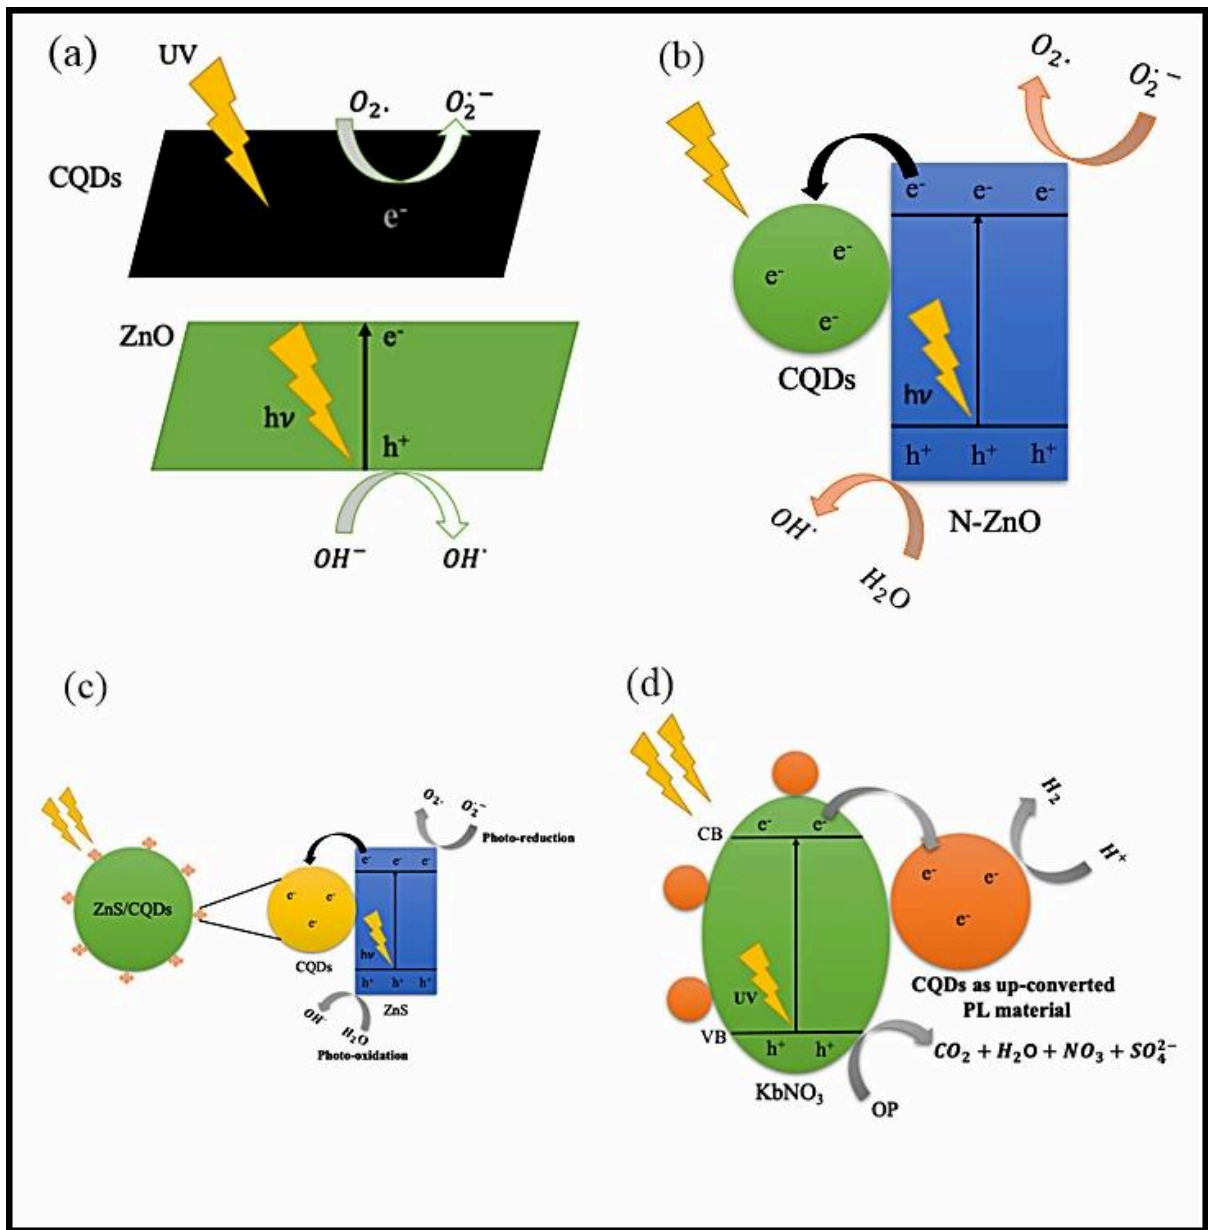 (a)
UV
O₂.
O₂˙⁻
CQDs
e⁻
ZnO
e⁻
hν
h⁺
OH⁻
OH˙
(b)
O₂.
O₂˙⁻
e⁻ e⁻ e⁻
e⁻
e⁻
e⁻
CQDs
hν
h⁺ h⁺ h⁺
OH˙
N-ZnO
H₂O
(c)
O₂. O₂˙⁻
Photo-reduction
e⁻ e⁻ e⁻
ZnS/CQDs
e⁻ e⁻
e⁻
hν
CQDs
h⁺ h⁺ h⁺
ZnS
OH˙
H₂O
Photo-oxidation
(d)
H₂
CB
e⁻ e⁻
H⁺
e⁻ e⁻
e⁻
UV
CQDs as up-converted
PL material
VB
h⁺ h⁺
CO₂ + H₂O + NO₃ + SO₄²⁻
KbNO₃
OP